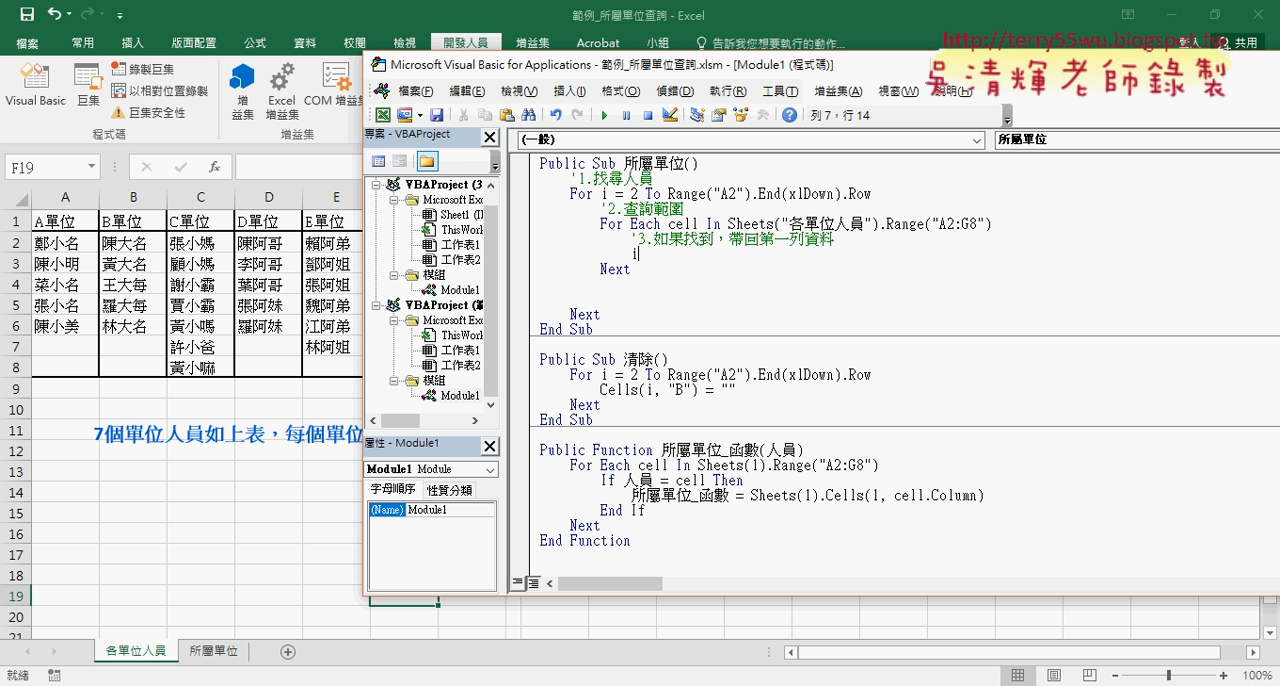 範例_所屬單位查詢 - Excel
檔案 常用 插入 版面配置 公式 資料 校閱 檢視 開發人員 增益集 Acrobat 小組 告訴我您想要執行的動作... 登入 共用
http://terry55wu.blogspot.tw
吳清輝老師錄製
Visual Basic 巨集 錄製巨集 以相對位置錄製 巨集安全性 增益集 Excel 增益集 COM 增益集
程式碼 增益集
Microsoft Visual Basic for Applications - 範例_所屬單位查詢.xlsm - [Module1 (程式碼)]
檔案(F) 編輯(E) 檢視(V) 插入(I) 格式(O) 偵錯(D) 執行(R) 工具(T) 增益集(A) 視窗(W) 說明(H)
列 7，行 14
F19
專案 - VBAProject
VBAProject (3
Microsoft Exc
Sheet1 (I
ThisWork
工作表1
工作表2
模組
Module1
VBAProject (範
Microsoft Exc
ThisWork
工作表1
工作表2
模組
Module1
屬性 - Module1
Module1 Module
字母順序 性質分類
(Name) Module1
(一般) 所屬單位
Public Sub 所屬單位()
'1.找尋人員
For i = 2 To Range("A2").End(xlDown).Row
'2.查詢範圍
For Each cell In Sheets("各單位人員").Range("A2:G8")
'3.如果找到，帶回第一列資料
i
Next
Next
End Sub
Public Sub 清除()
For i = 2 To Range("A2").End(xlDown).Row
Cells(i, "B") = ""
Next
End Sub
Public Function 所屬單位_函數(人員)
For Each cell In Sheets(1).Range("A2:G8")
If 人員 = cell Then
所屬單位_函數 = Sheets(1).Cells(1, cell.Column)
End If
Next
End Function
A B C D E
1 A單位 B單位 C單位 D單位 E單位
2 鄭小名 陳大名 張小媽 陳阿哥 賴阿弟
3 陳小明 黃大名 顧小媽 李阿哥 鄧阿姐
4 菜小名 王大每 謝小霸 葉阿哥 張阿姐
5 張小名 羅大每 賈小霸 張阿妹 魏阿弟
6 陳小美 林大名 黃小嗎 羅阿妹 江阿弟
7 許小爸 林阿姐
8 黃小嘛
9
10
11
12
13
14
15
16
17
18
19
20
21
7個單位人員如上表，每個單位
各單位人員 所屬單位
就緒 100%